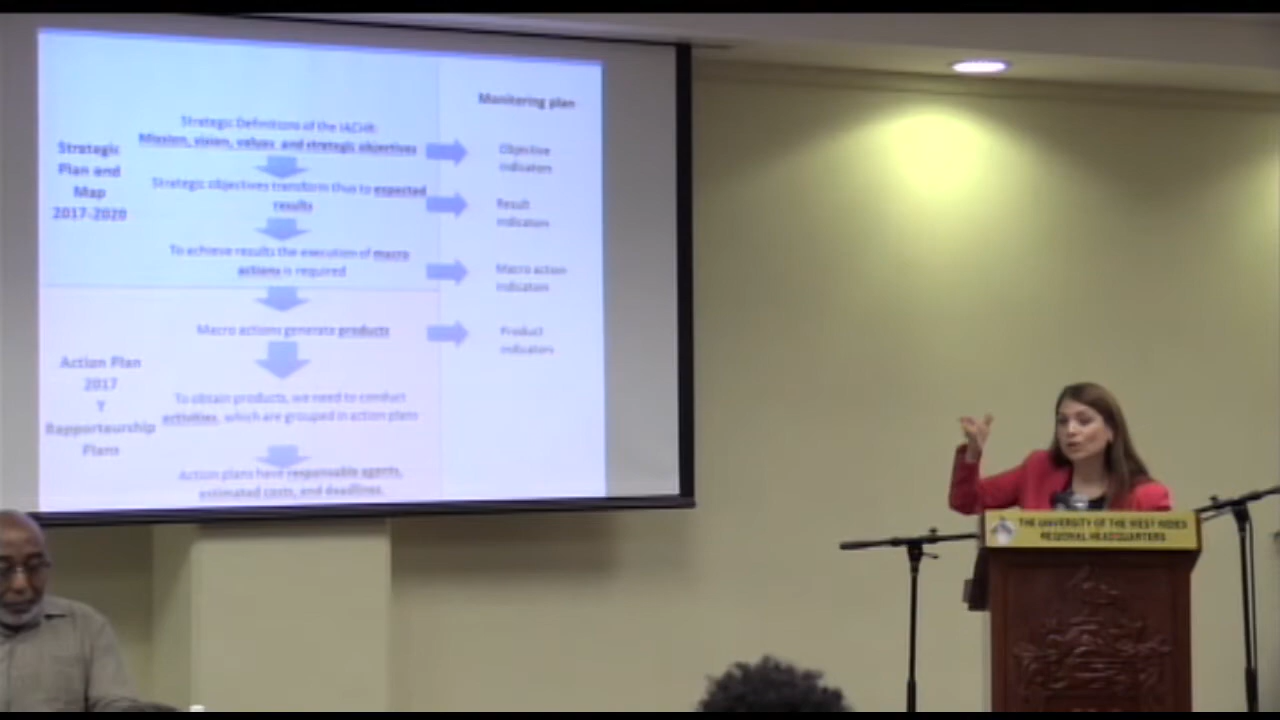 Monitoring plan
Strategic Definitions of the IACHR:
Mission, vision, values and strategic objectives
Objective
indicators
Strategic
Plan and
Map
2017-2020
Strategic objectives transform thus to expected
results
Result
indicators
To achieve results the execution of macro
actions is required
Macro action
indicators
Macro actions generate products
Product
indicators
Action Plan
2017
Y
Rapporteurship
Plans
To obtain products, we need to conduct
activities, which are grouped in action plans
Action plans have responsable agents,
estimated costs, and deadlines.
THE UNIVERSITY OF THE WEST INDIES
REGIONAL HEADQUARTERS